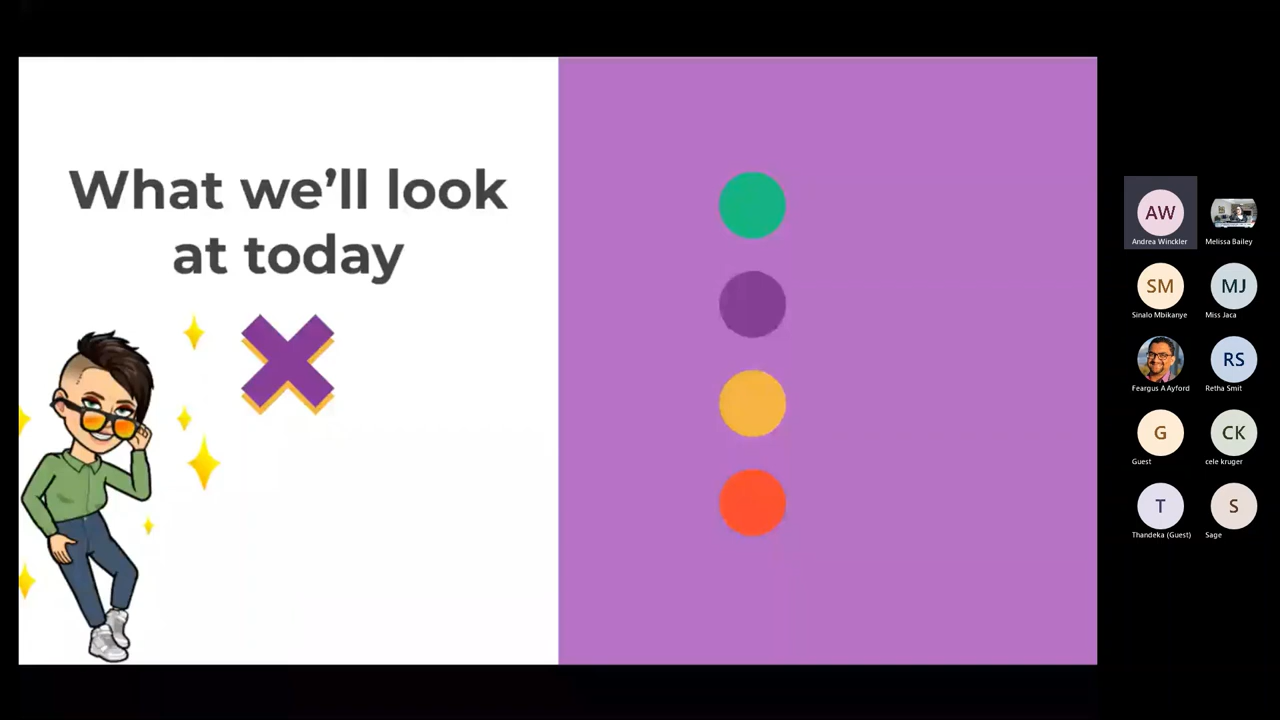 What we'll look
at today
AW
Andrea Winckler
Melissa Bailey
SM
Sinalo Mbikanye
MJ
Miss Jaca
Feargus A Ayford
RS
Retha Smit
G
Guest
CK
cele kruger
T
Thandeka (Guest)
S
Sage